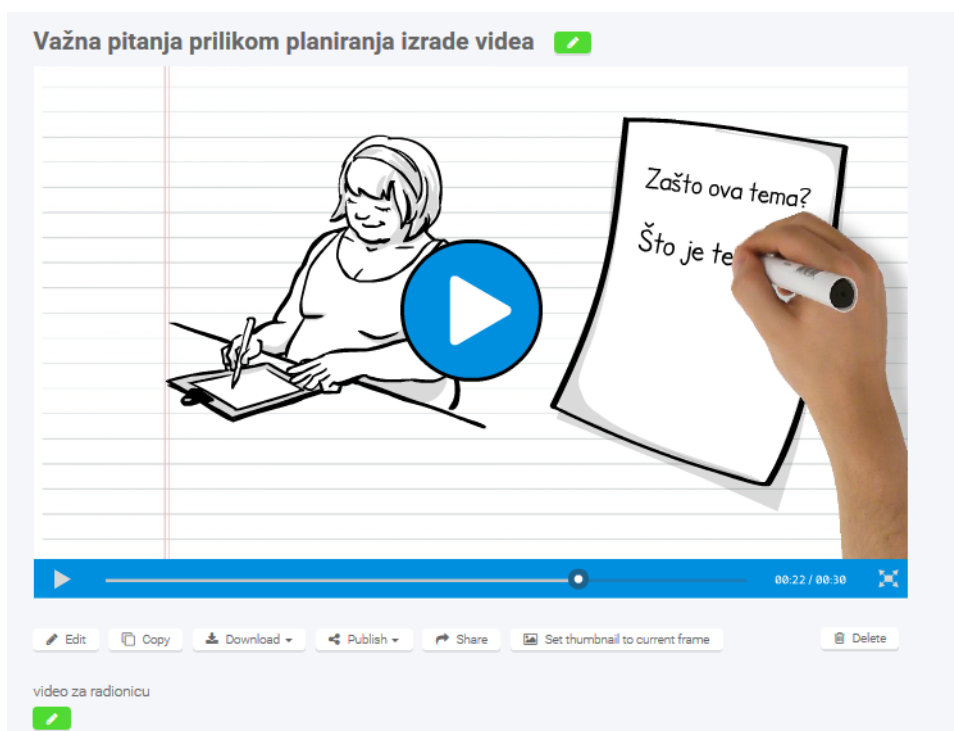 Važna pitanja prilikom planiranja izrade videa
Zašto ova tema?
Što je te
00:22 / 00:30
Edit Copy Download Publish Share Set thumbnail to current frame Delete
video za radionicu